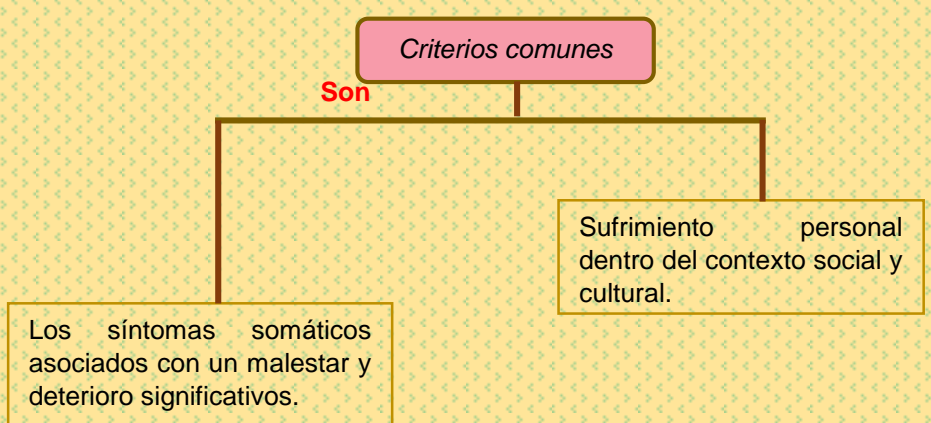 Criterios comunes
Son
Sufrimiento personal
dentro del contexto social y
cultural.
Los síntomas somáticos
asociados con un malestar y
deterioro significativos.